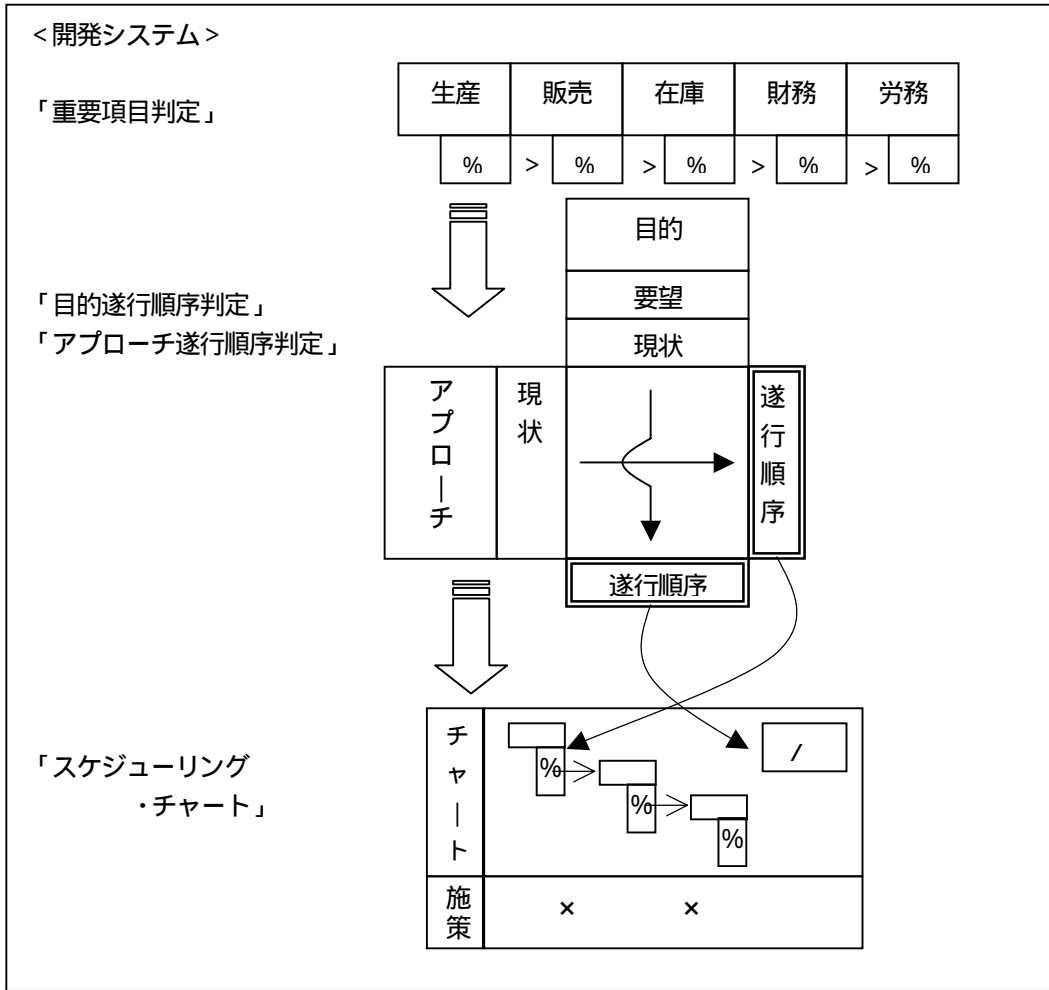 <開発システム>
生産 販売 在庫 財務 労務
「重要項目判定」
% > % > % > % > %
目的
「目的遂行順序判定」
要望
「アプローチ遂行順序判定」
現状
アプローチ
現状
遂行順序
遂行順序
チャート
/
「スケジューリング
・チャート」
%
%
%
施策
× ×